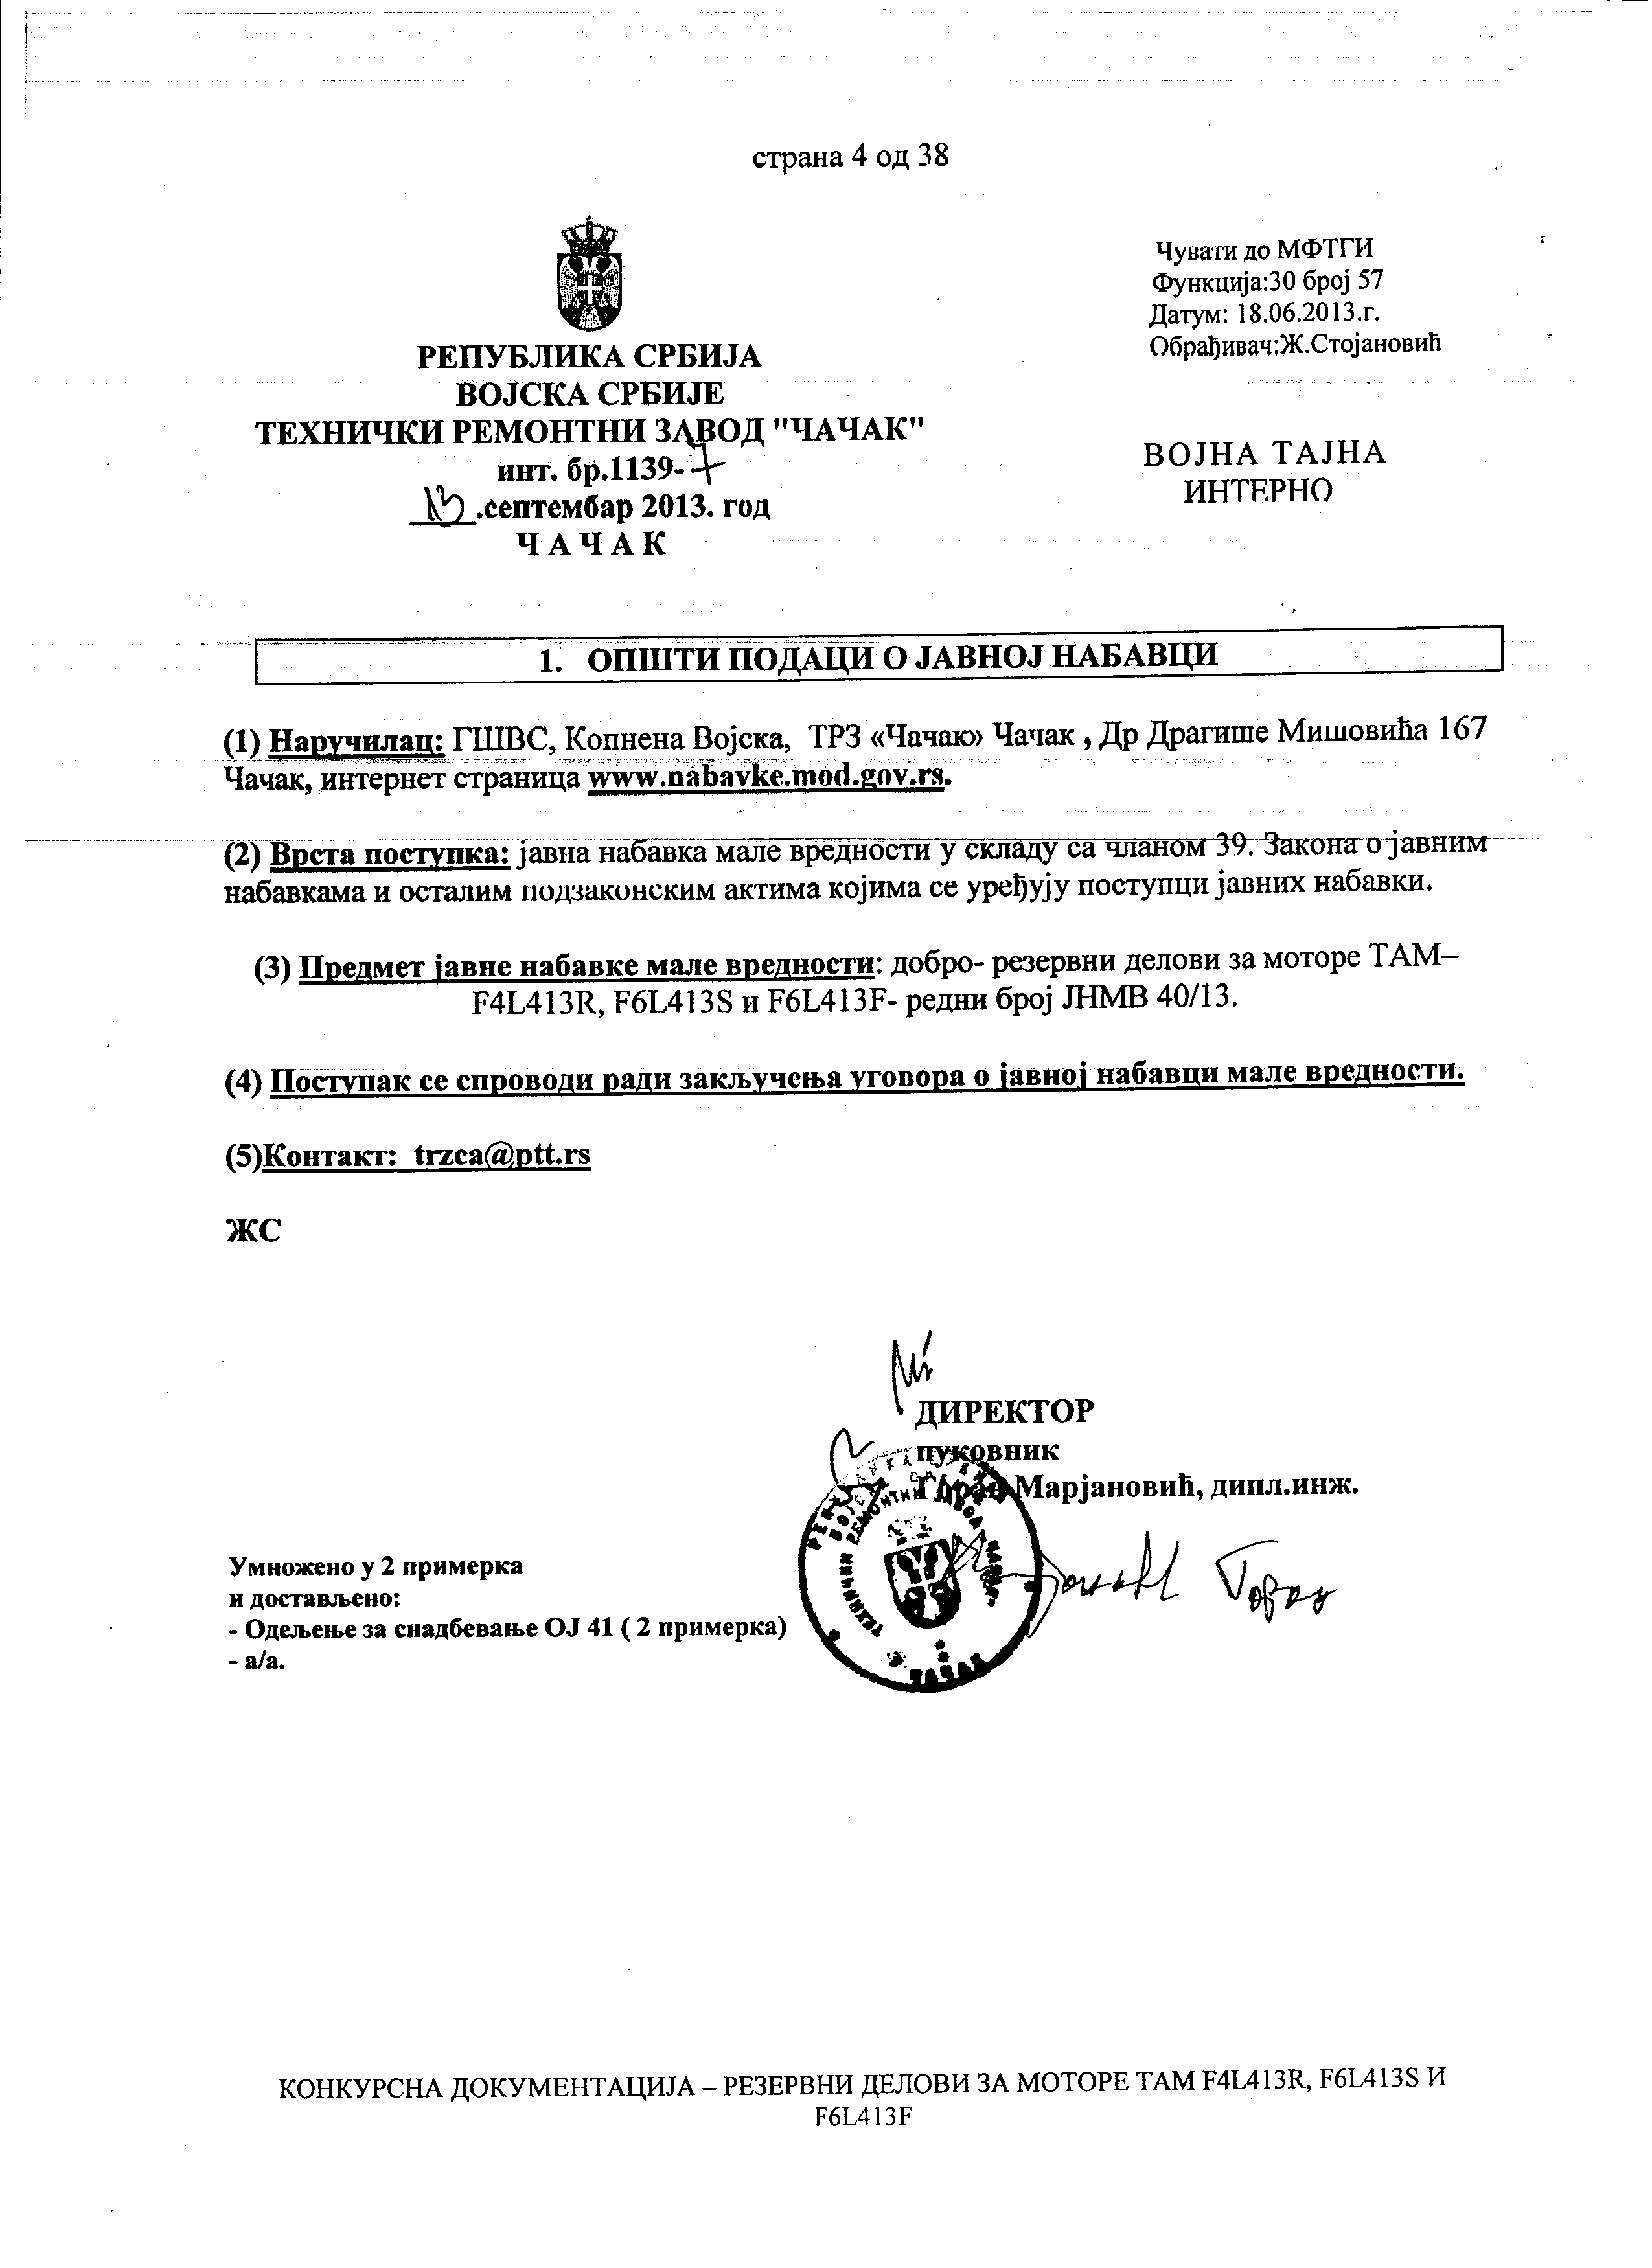 страна 4 од 38
Чувати до МФТГИ
Функција:30 број 57
Датум: 18.06.2013.г.
Обрађивач:Ж.Стојановић
РЕПУБЛИКА СРБИЈА
ВОЈСКА СРБИЈЕ
ТЕХНИЧКИ РЕМОНТНИ ЗАВОД "ЧАЧАК"
инт. бр.1139-7
13.септембар 2013. год
Ч А Ч А К
ВОЈНА ТАЈНА
ИНТЕРНО
1. ОПШТИ ПОДАЦИ О ЈАВНОЈ НАБАВЦИ
(1) Наручилац: ГШВС, Копнена Војска, ТРЗ «Чачак» Чачак , Др Драгише Мишовића 167
Чачак, интернет страница www.nabavke.mod.gov.rs.
(2) Врста поступка: јавна набавка мале вредности у складу са чланом 39. Закона о јавним
набавкама и осталим подзаконским актима којима се уређују поступци јавних набавки.
(3) Предмет јавне набавке мале вредности: добро- резервни делови за моторе ТАМ–
F4L413R, F6L413S и F6L413F- редни број ЈНМВ 40/13.
(4) Поступак се спроводи ради закључења уговора о јавној набавци мале вредности.
(5)Контакт: trzca@ptt.rs
ЖС
ДИРЕКТОР
пуковник
Горан Марјановић, дипл.инж.
Умножено у 2 примерка
и достављено:
- Одељење за снадбевање ОЈ 41 ( 2 примерка)
- а/а.
КОНКУРСНА ДОКУМЕНТАЦИЈА – РЕЗЕРВНИ ДЕЛОВИ ЗА МОТОРЕ ТАМ F4L413R, F6L413S И
F6L413F